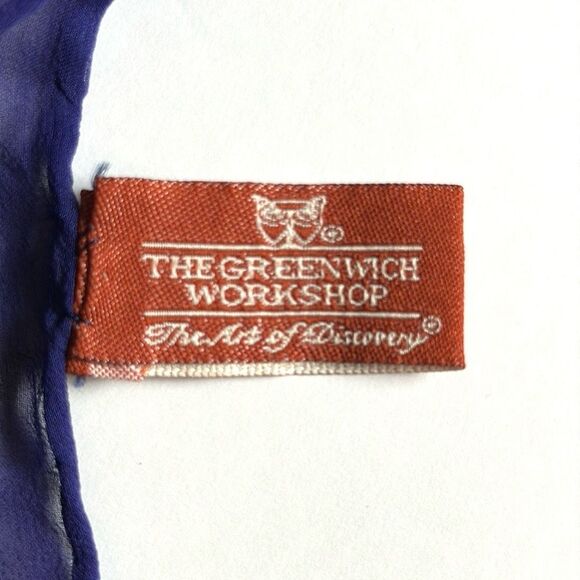 ®
THE GREENWICH
WORKSHOP
The Art of Discovery®